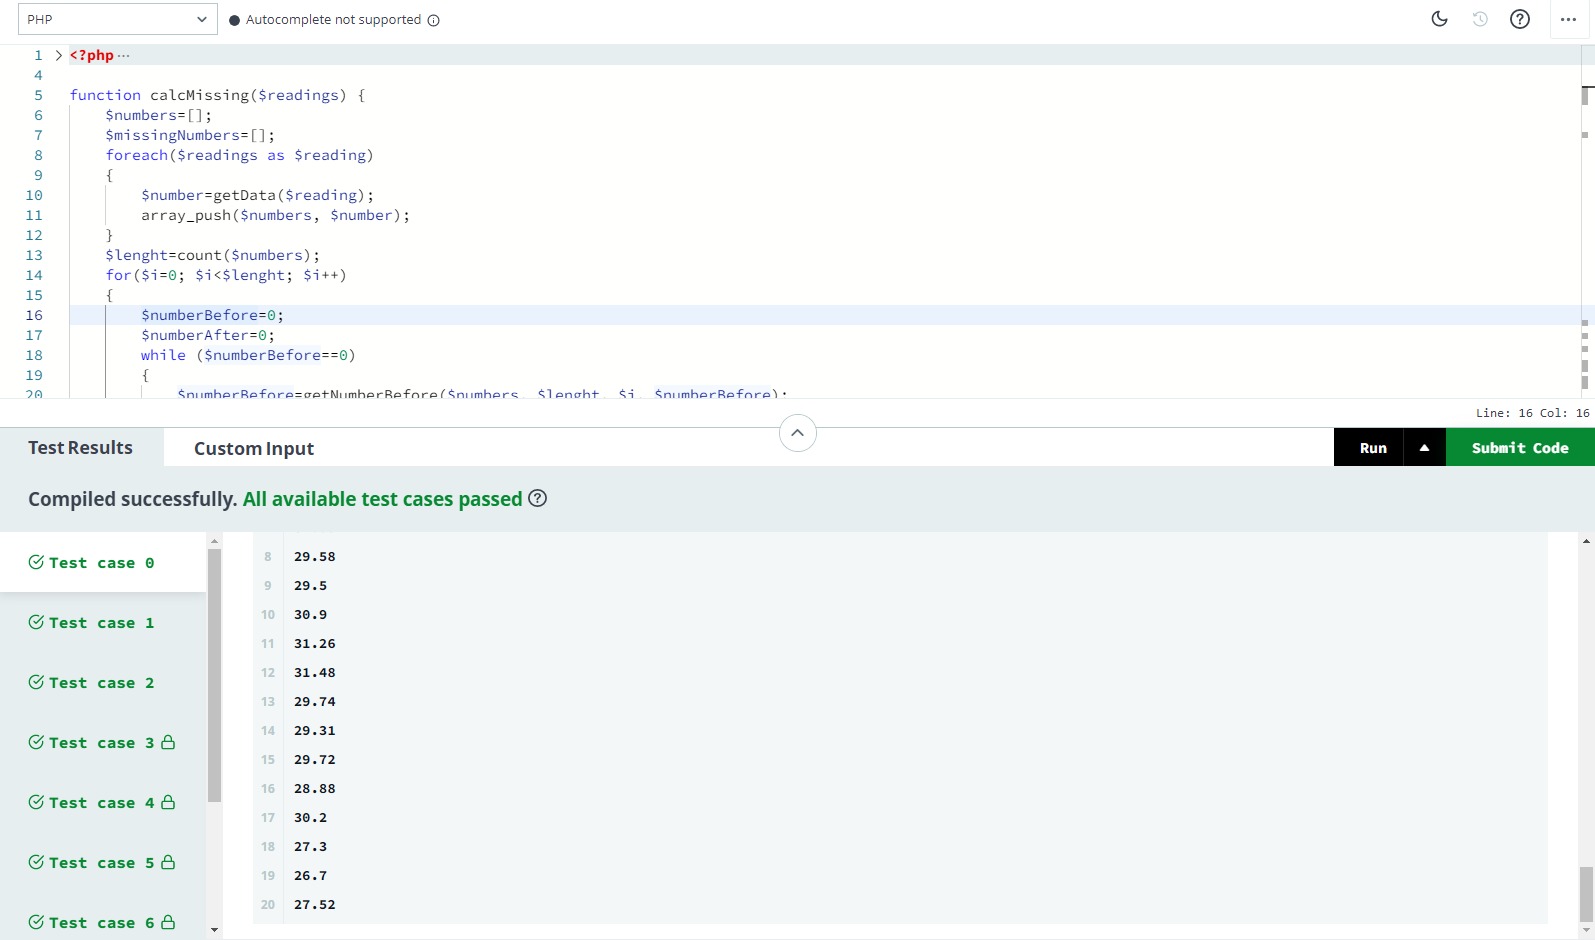 PHP
Autocomplete not supported
1 <?php ...
4
5 function calcMissing($readings) {
6 $numbers=[];
7 $missingNumbers=[];
8 foreach($readings as $reading)
9 {
10 $number=getData($reading);
11 array_push($numbers, $number);
12 }
13 $lenght=count($numbers);
14 for($i=0; $i<$lenght; $i++)
15 {
16 $numberBefore=0;
17 $numberAfter=0;
18 while ($numberBefore==0)
19 {
20 $numberBefore=getNumberBefore($numbers, $lenght, $i, $numberBefore);
Line: 16 Col: 16
Test Results
Custom Input
Run
Submit Code
Compiled successfully. All available test cases passed
Test case 0
Test case 1
Test case 2
Test case 3
Test case 4
Test case 5
Test case 6
8 29.58
9 29.5
10 30.9
11 31.26
12 31.48
13 29.74
14 29.31
15 29.72
16 28.88
17 30.2
18 27.3
19 26.7
20 27.52